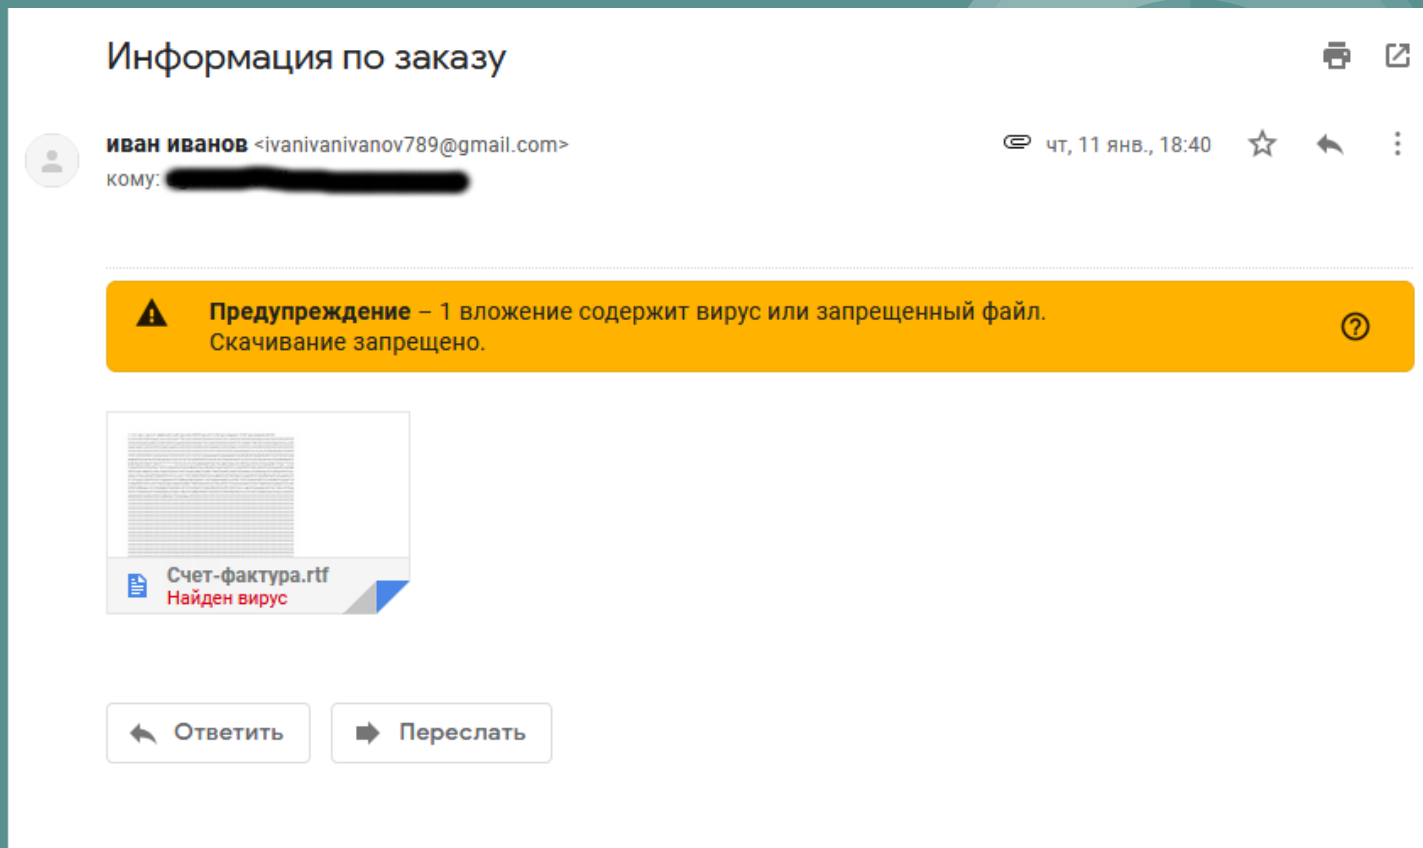 Информация по заказу
иван иванов <ivanivanivanov789@gmail.com>
чт, 11 янв., 18:40
кому:
Предупреждение – 1 вложение содержит вирус или запрещенный файл.
Скачивание запрещено.
Счет-фактура.rtf
Найден вирус
Ответить
Переслать